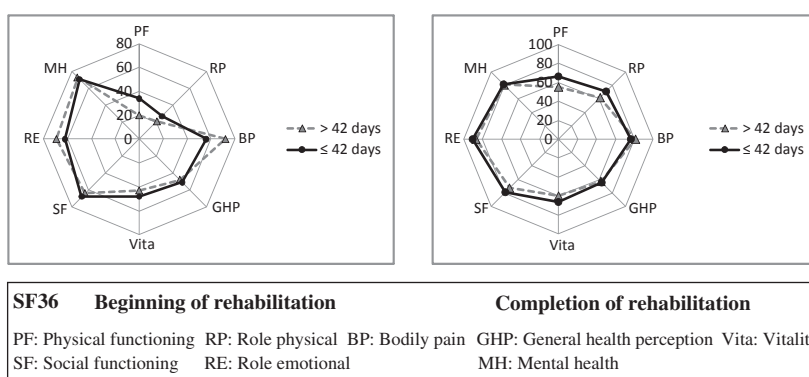 PF
80
60
40
20
0
MH
RP
RE
BP
SF
GHP
Vita
> 42 days
≤ 42 days
PF
100
80
60
40
20
0
MH
RP
RE
BP
SF
GHP
Vita
> 42 days
≤ 42 days
SF36 Beginning of rehabilitation Completion of rehabilitation
PF: Physical functioning RP: Role physical BP: Bodily pain GHP: General health perception Vita: Vitalit
SF: Social functioning RE: Role emotional MH: Mental health